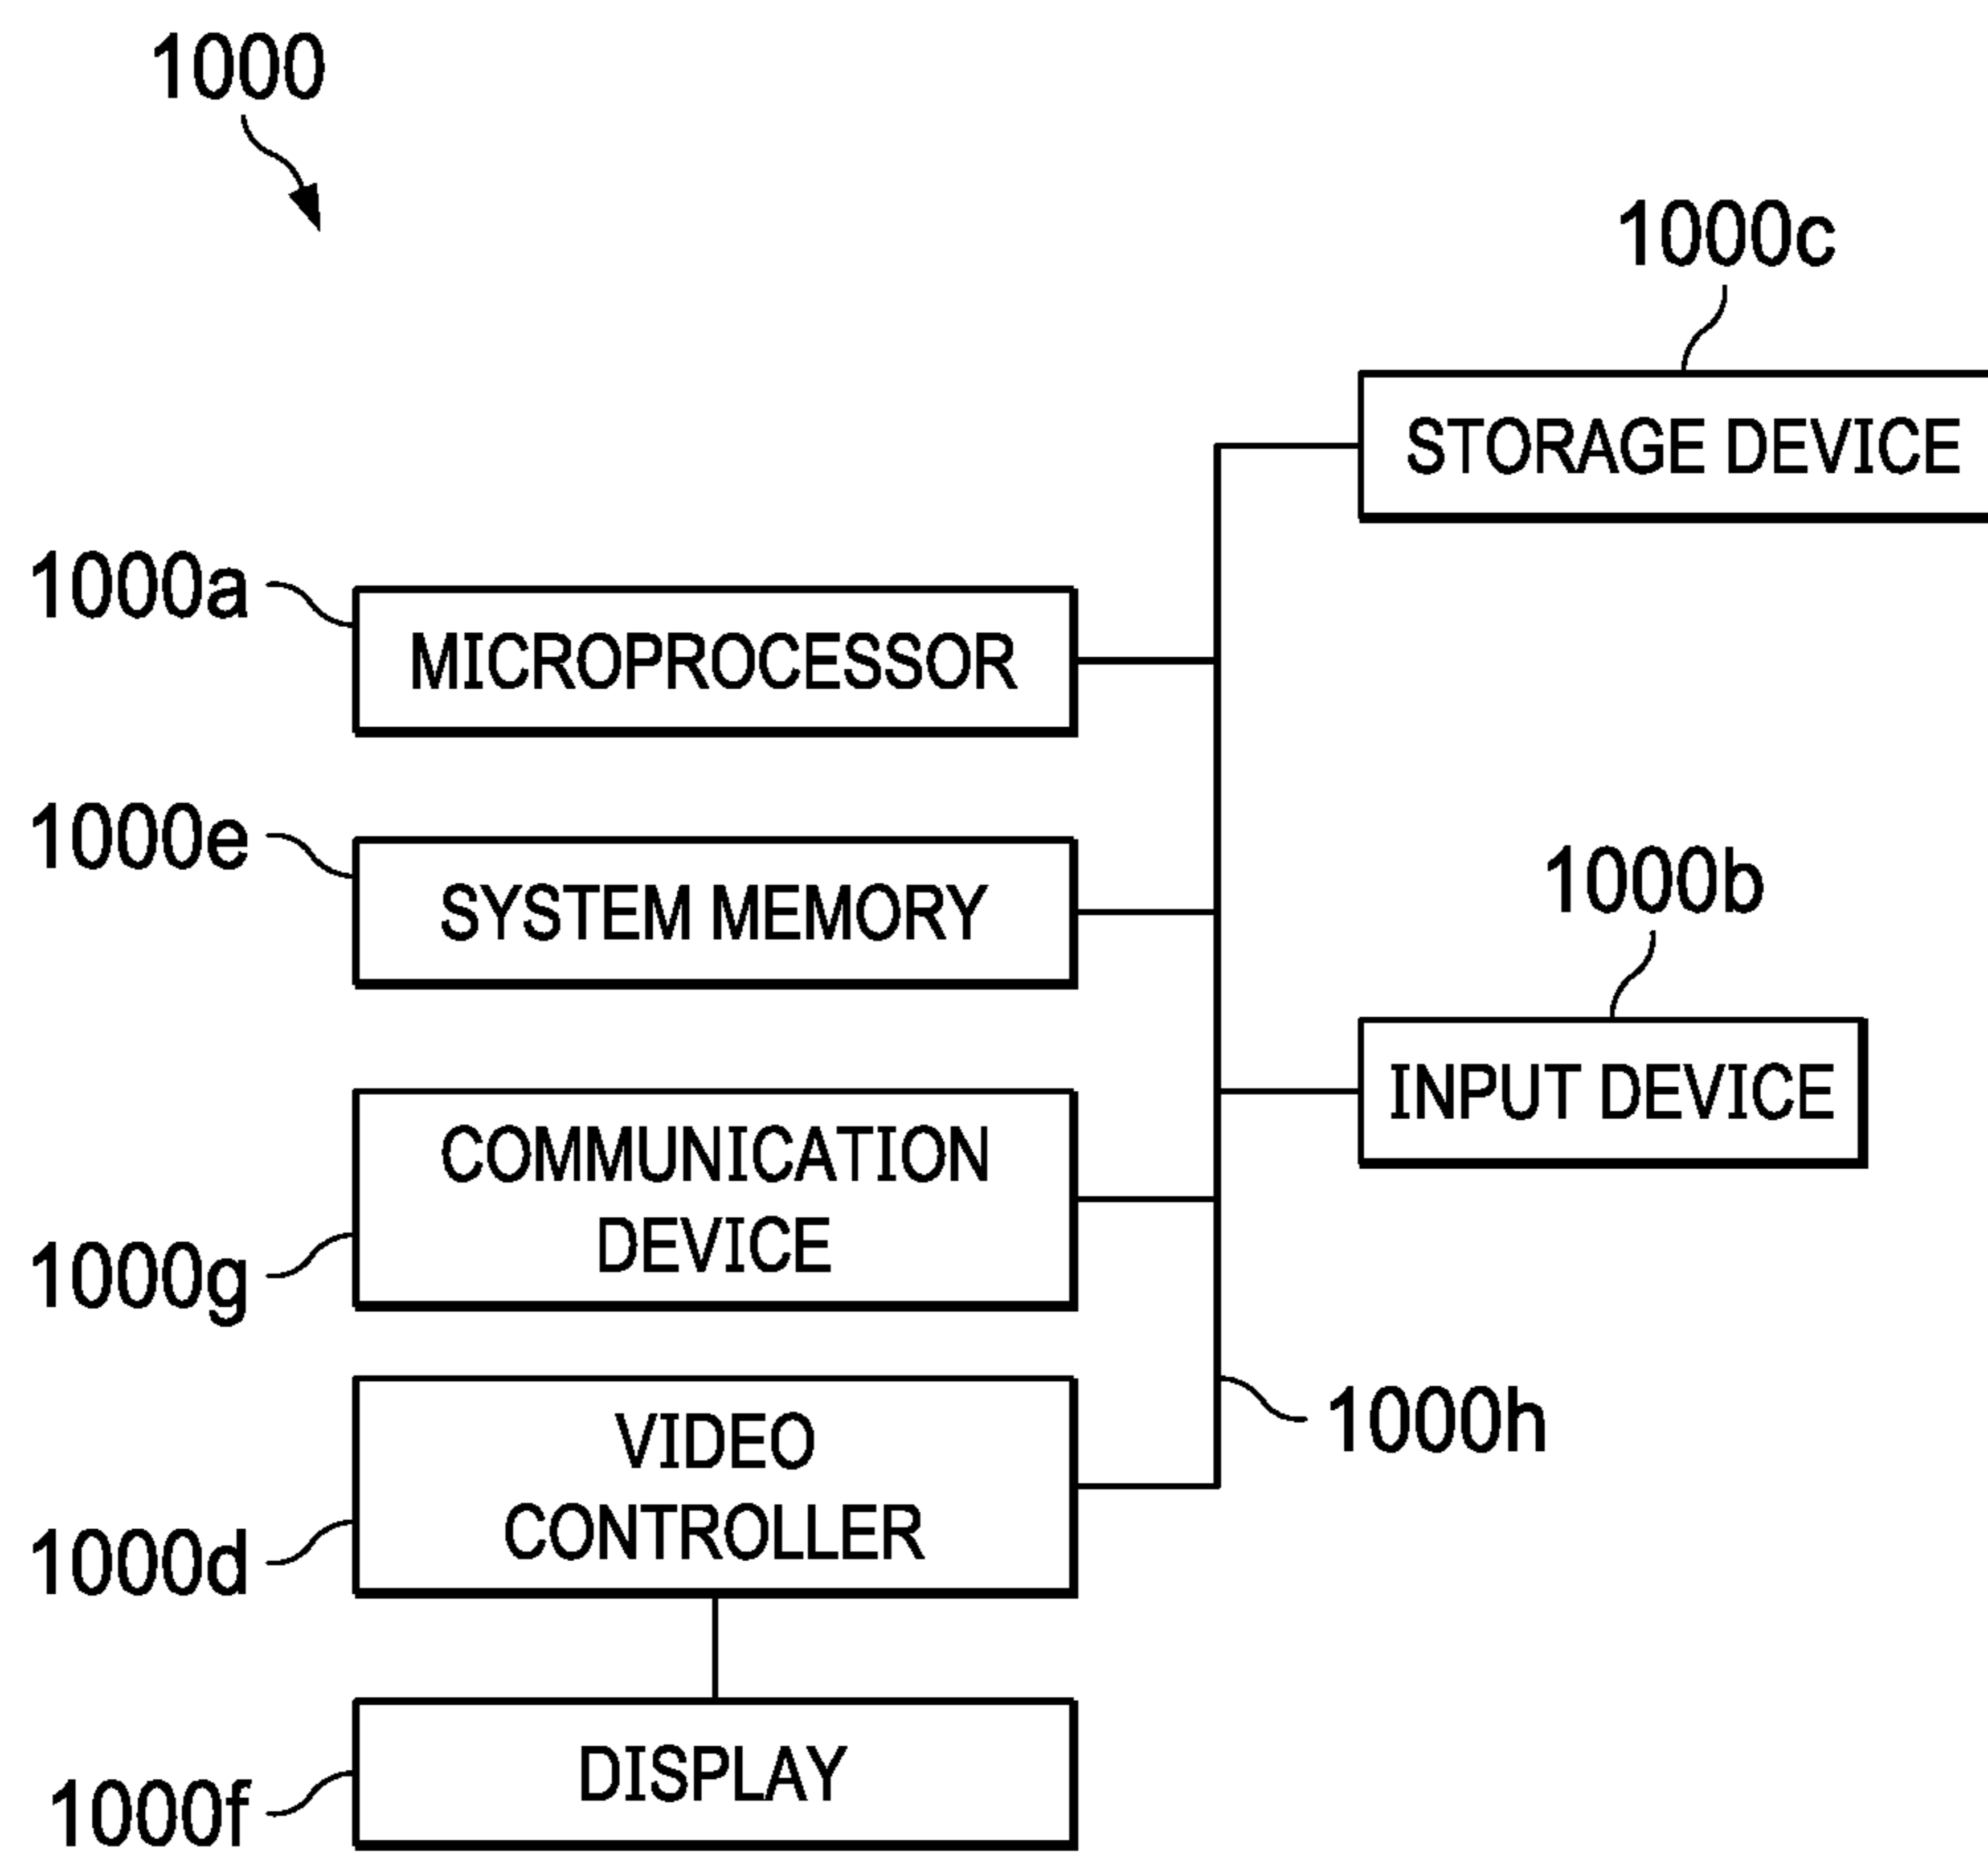 1000
1000c
STORAGE DEVICE
1000a
MICROPROCESSOR
1000e
SYSTEM MEMORY
1000b
INPUT DEVICE
COMMUNICATION
DEVICE
1000g
1000h
VIDEO
CONTROLLER
1000d
DISPLAY
1000f